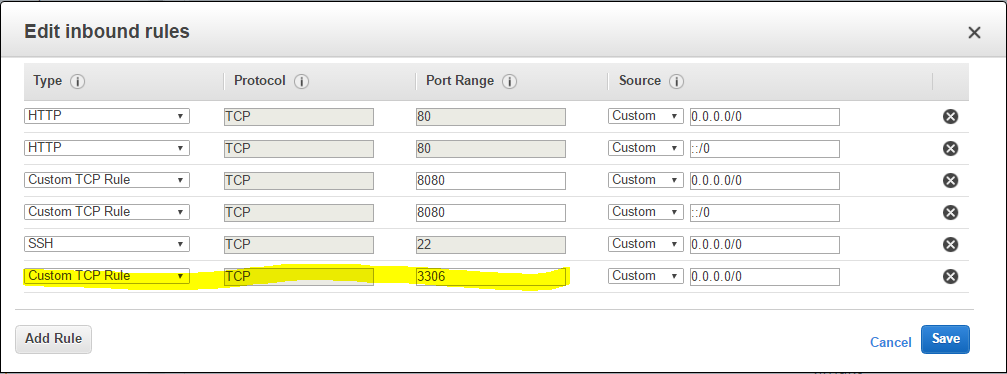 Edit inbound rules
Type Protocol Port Range Source
HTTP TCP 80 Custom 0.0.0.0/0
HTTP TCP 80 Custom ::/0
Custom TCP Rule TCP 8080 Custom 0.0.0.0/0
Custom TCP Rule TCP 8080 Custom ::/0
SSH TCP 22 Custom 0.0.0.0/0
Custom TCP Rule TCP 3306 Custom 0.0.0.0/0
Add Rule Cancel Save